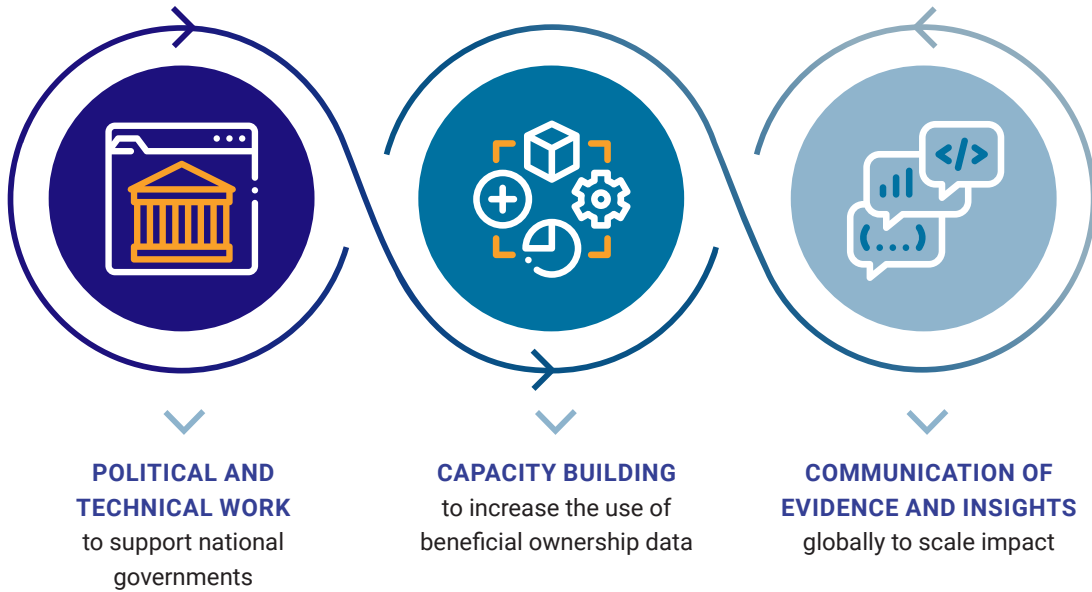 POLITICAL AND
TECHNICAL WORK
to support national
governments
CAPACITY BUILDING
to increase the use of
beneficial ownership data
COMMUNICATION OF
EVIDENCE AND INSIGHTS
globally to scale impact